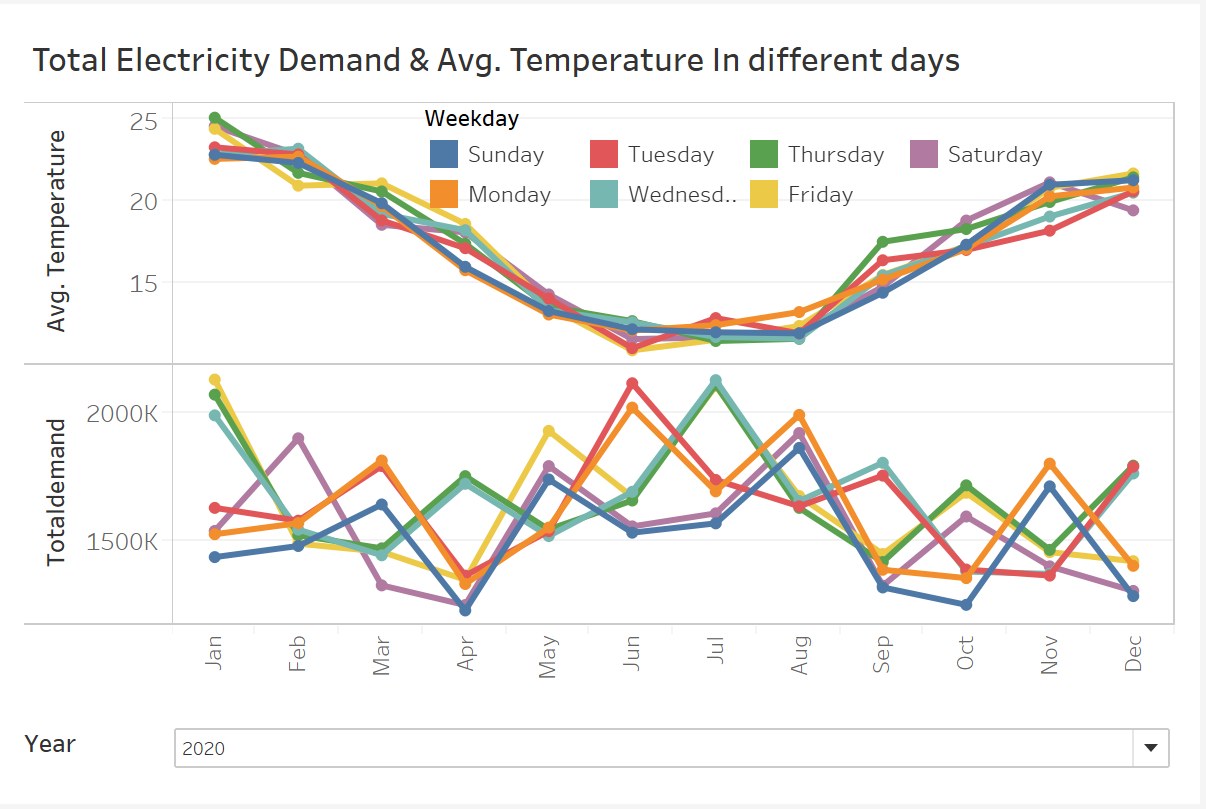 Total Electricity Demand & Avg. Temperature In different days
Weekday
Sunday Tuesday Thursday Saturday
Monday Wednesd.. Friday
Avg. Temperature
25
20
15
Totaldemand
2000K
1500K
Jan Feb Mar Apr May Jun Jul Aug Sep Oct Nov Dec
Year
2020